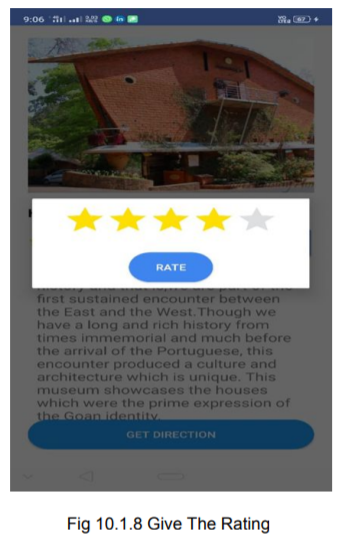 9:06
RATE
history and that is,we are part of the
first sustained encounter between
the East and the West.Though we
have a long and rich history from
times immemorial and much before
the arrival of the Portuguese, this
encounter produced a culture and
architecture which is unique. This
museum showcases the houses
which were the prime expression of
the Goan identity.
GET DIRECTION
Fig 10.1.8 Give The Rating